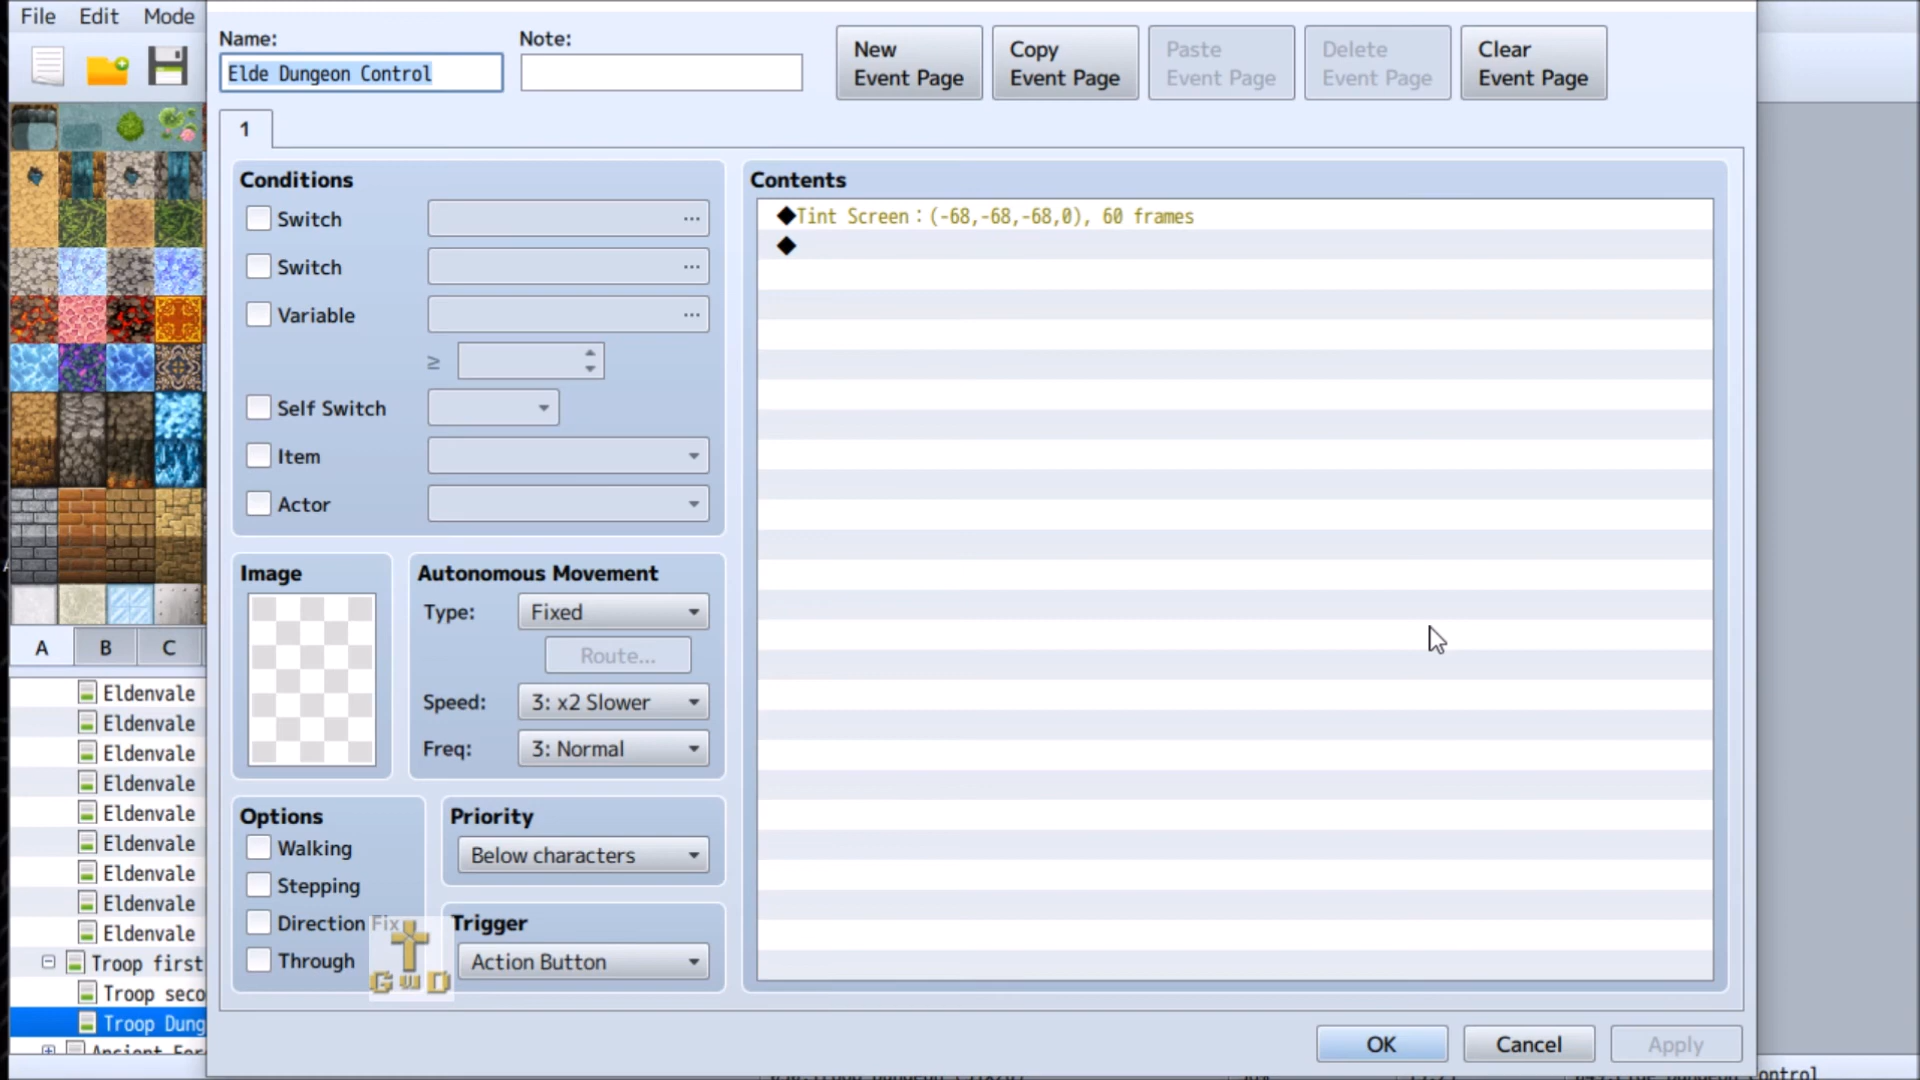 File Edit Mode
Name:
Note:
Elde Dungeon Control
New
Event Page
Copy
Event Page
Paste
Event Page
Delete
Event Page
Clear
Event Page
1
Conditions
Switch ...
Switch ...
Variable ...
≥
Self Switch
Item
Actor
Contents
◆Tint Screen：(-68,-68,-68,0), 60 frames
◆
Image
Autonomous Movement
Type: Fixed
Route...
Speed: 3: x2 Slower
Freq: 3: Normal
Options
Walking
Stepping
Direction Fix
Through
Priority
Below characters
Trigger
Action Button
GWD
A B C
Eldenvale
Eldenvale
Eldenvale
Eldenvale
Eldenvale
Eldenvale
Eldenvale
Eldenvale
Eldenvale
Troop first
Troop seco
Troop Dung
OK
Cancel
Apply